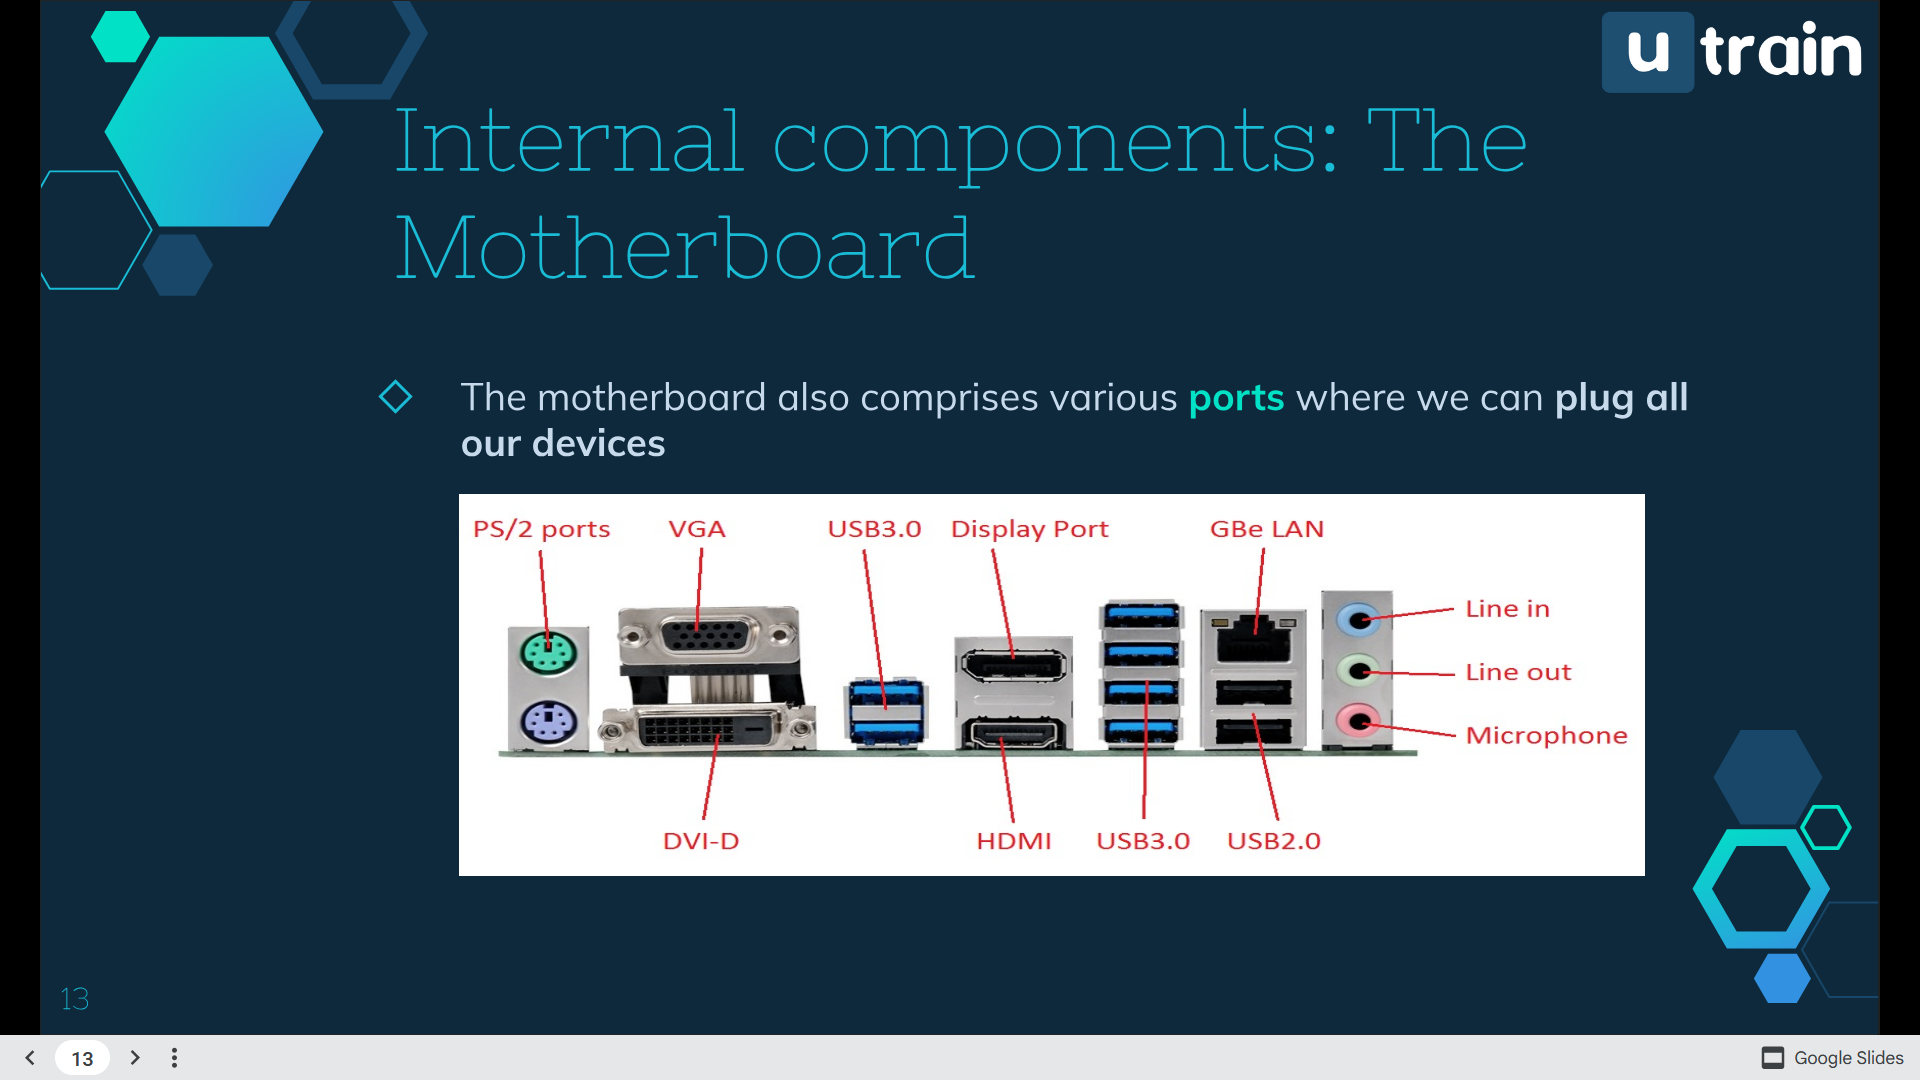 u train
Internal components: The
Motherboard
The motherboard also comprises various ports where we can plug all
our devices
PS/2 ports
VGA
USB3.0
Display Port
GBe LAN
Line in
Line out
Microphone
DVI-D
HDMI
USB3.0
USB2.0
13
13
Google Slides